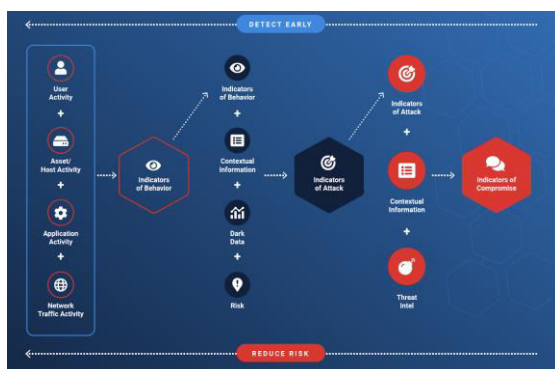 DETECT EARLY
User
Activity
+
Asset/
Host Activity
+
Application
Activity
+
Network
Traffic Activity
Indicators
of Behavior
Indicators
of Behavior
+
Contextual
Information
+
Dark
Data
+
Risk
Indicators
of Attack
Indicators
of Attack
+
Contextual
Information
+
Threat
Intel
Indicators of
Compromise
REDUCE RISK